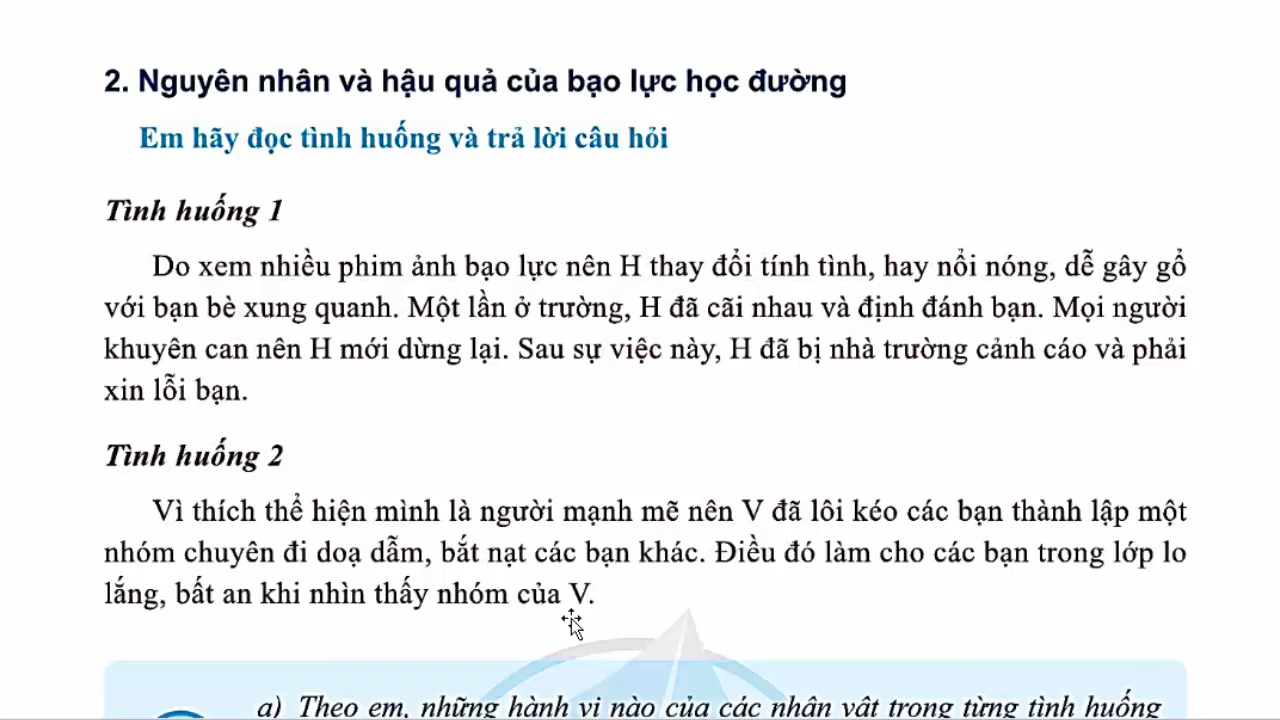 2. Nguyên nhân và hậu quả của bạo lực học đường
Em hãy đọc tình huống và trả lời câu hỏi
Tình huống 1
Do xem nhiều phim ảnh bạo lực nên H thay đổi tính tình, hay nổi nóng, dễ gây gổ
với bạn bè xung quanh. Một lần ở trường, H đã cãi nhau và định đánh bạn. Mọi người
khuyên can nên H mới dừng lại. Sau sự việc này, H đã bị nhà trường cảnh cáo và phải
xin lỗi bạn.
Tình huống 2
Vì thích thể hiện mình là người mạnh mẽ nên V đã lôi kéo các bạn thành lập một
nhóm chuyên đi doạ dẫm, bắt nạt các bạn khác. Điều đó làm cho các bạn trong lớp lo
lắng, bất an khi nhìn thấy nhóm của V.
a) Theo em, những hành vi nào của các nhân vật trong từng tình huống